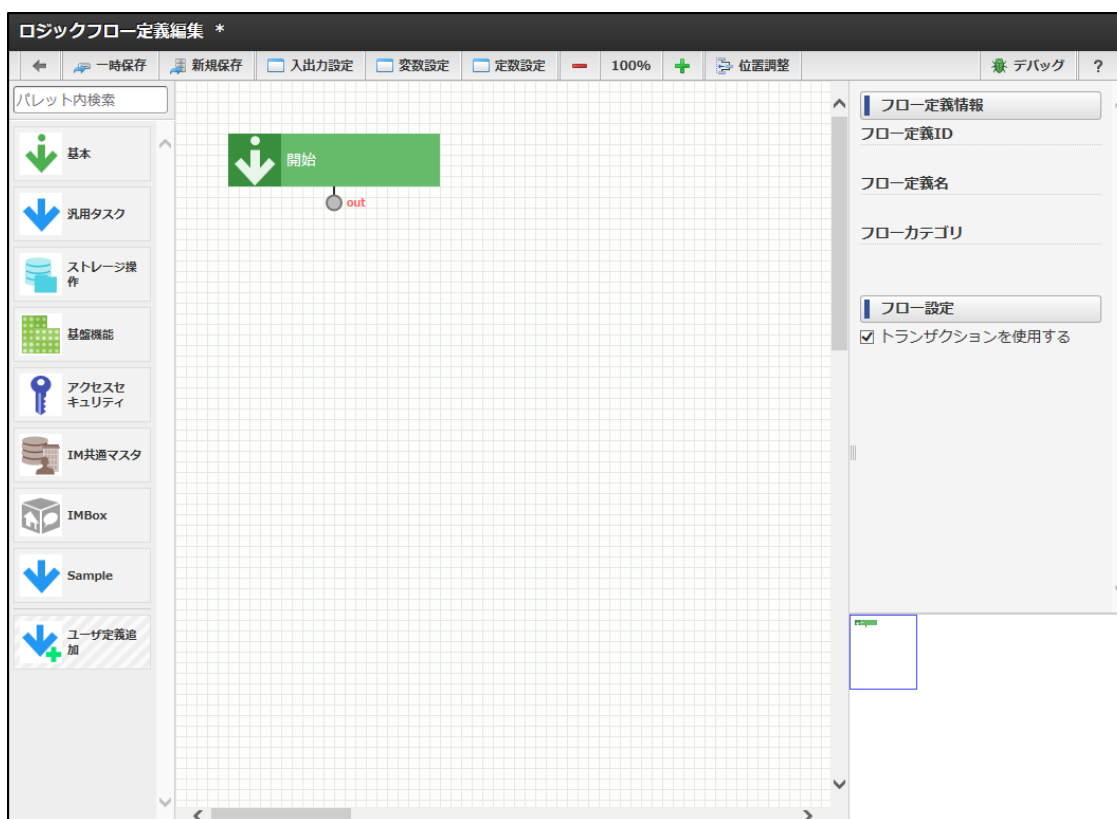 ロジックフロー定義編集 *
一時保存 新規保存 入出力設定 変数設定 定数設定 100% 位置調整 デバッグ ?
パレット内検索
基本
汎用タスク
ストレージ操
作
基盤機能
アクセスセ
キュリティ
IM共通マスタ
IMBox
Sample
ユーザ定義追
加
開始
out
フロー定義情報
フロー定義ID
フロー定義名
フローカテゴリ
フロー設定
トランザクションを使用する